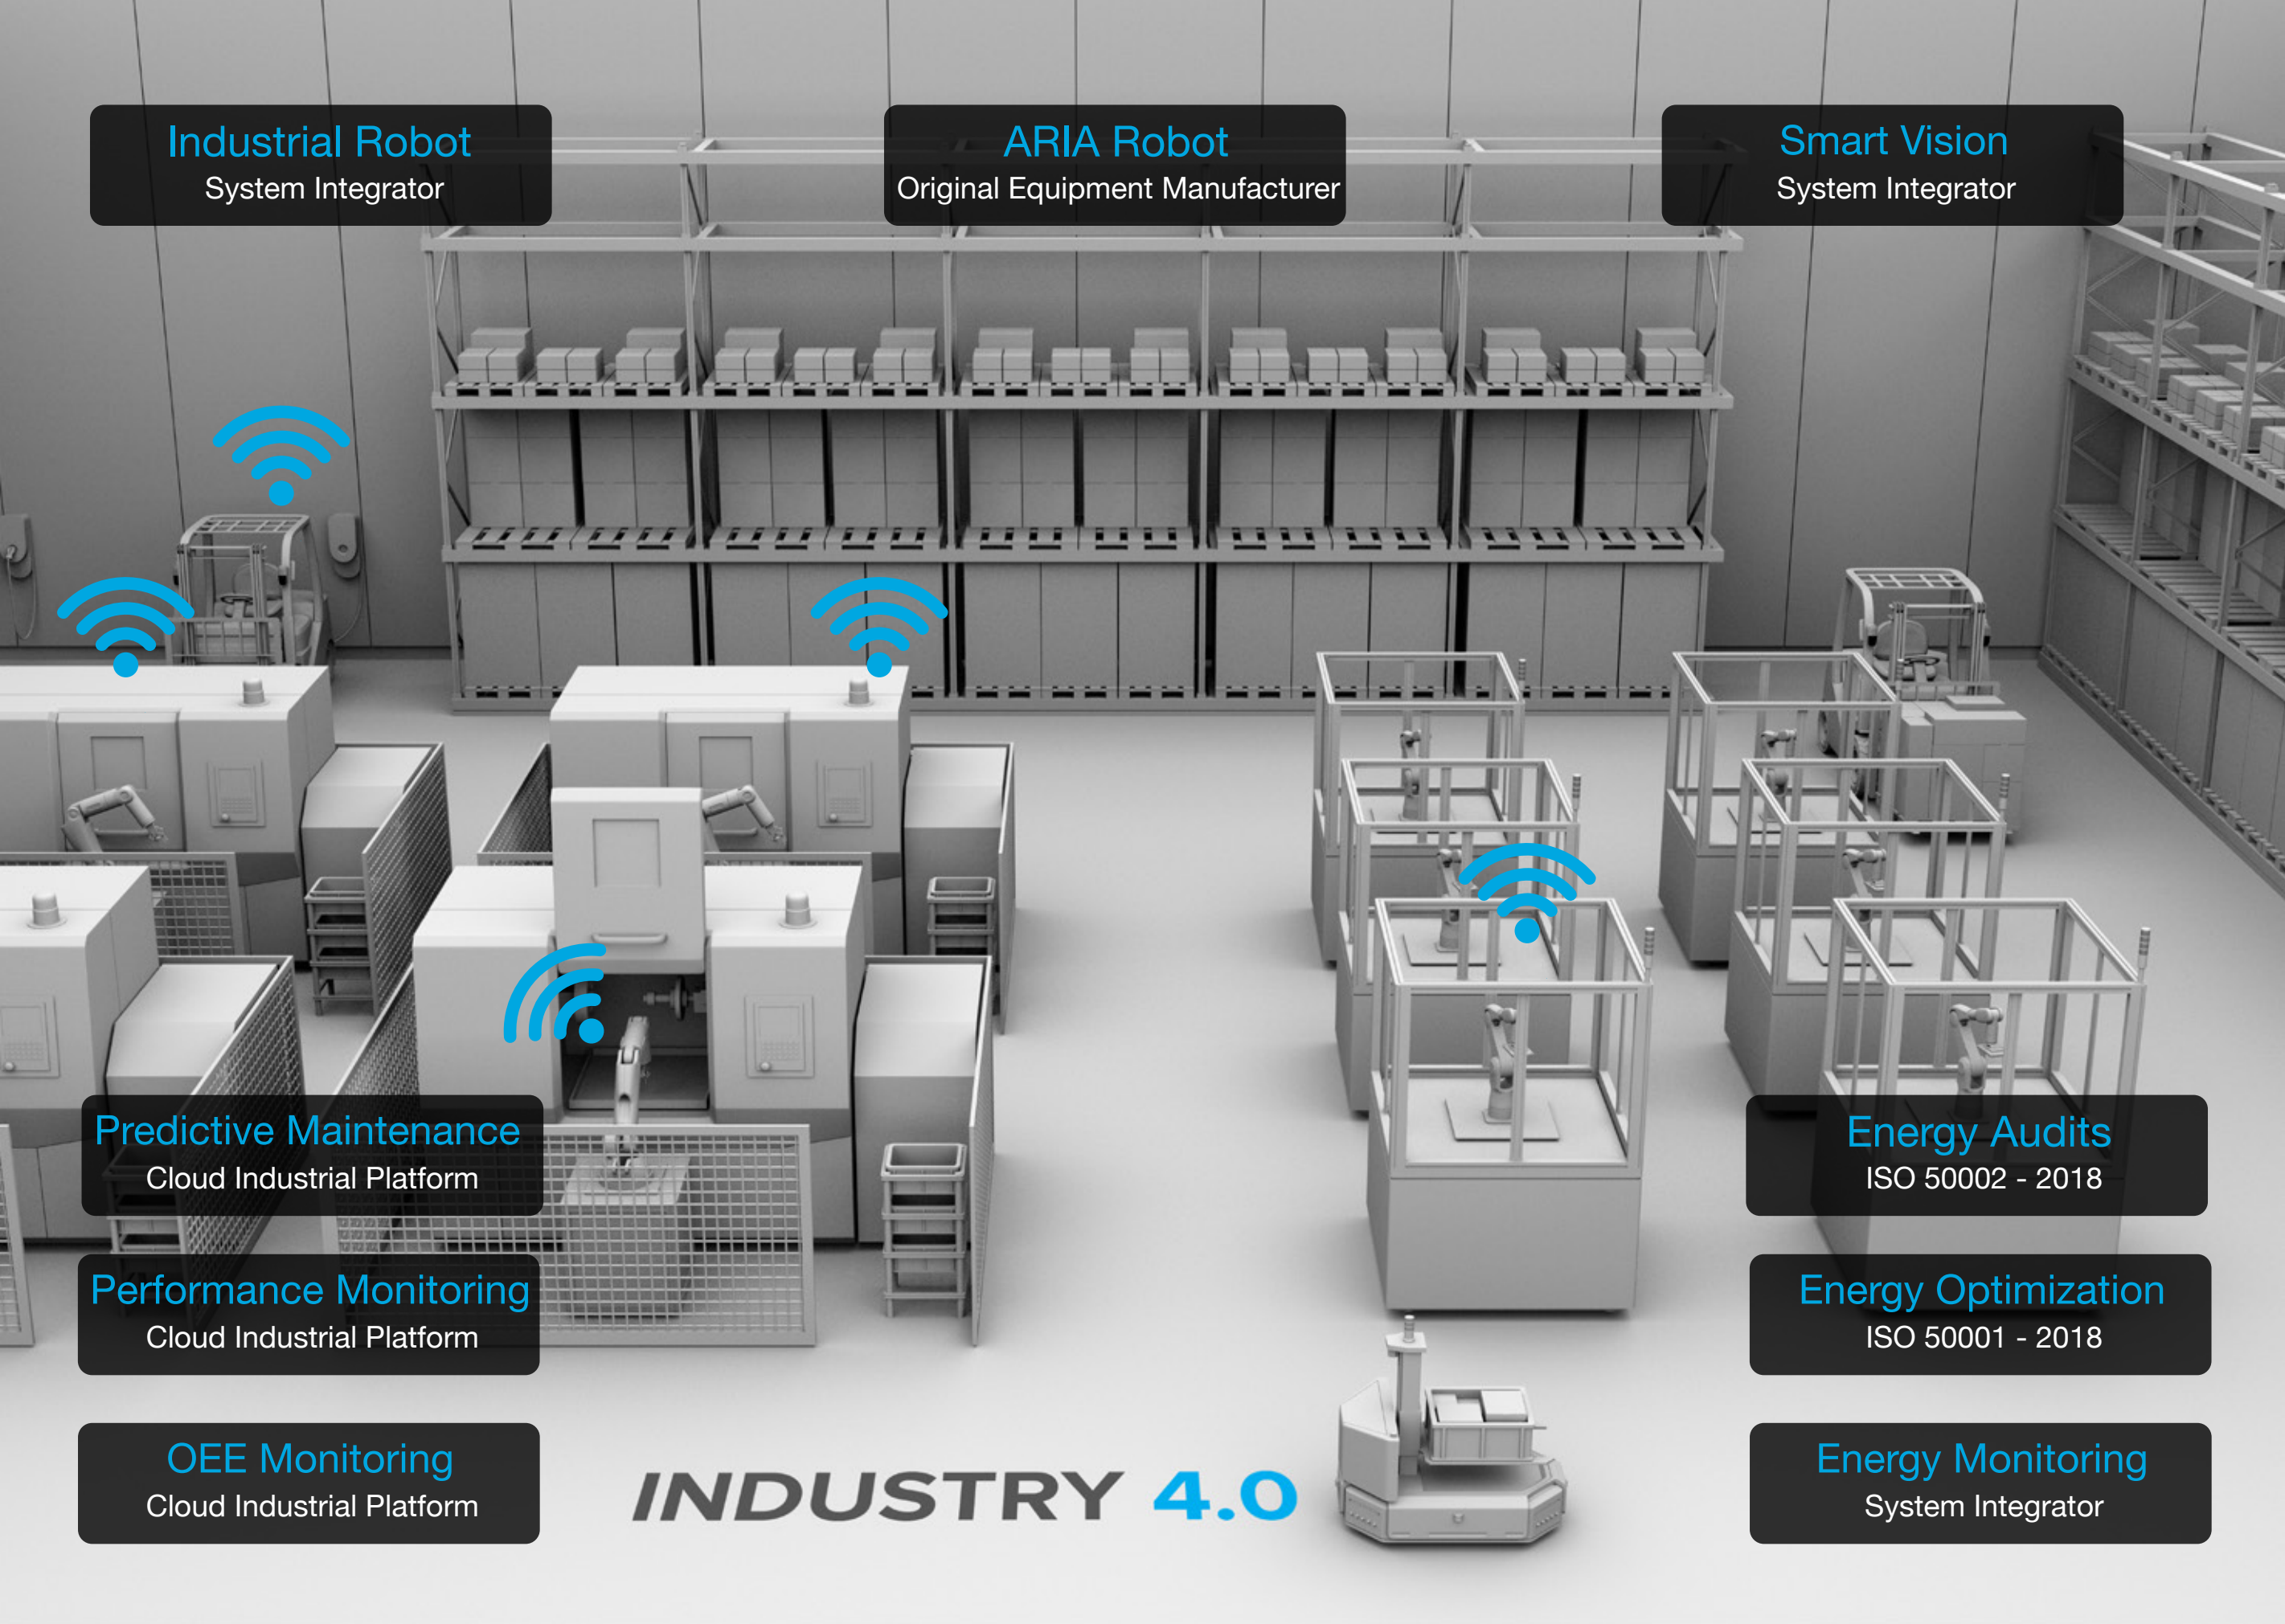 Industrial Robot
System Integrator
ARIA Robot
Original Equipment Manufacturer
Smart Vision
System Integrator
Predictive Maintenance
Cloud Industrial Platform
Performance Monitoring
Cloud Industrial Platform
OEE Monitoring
Cloud Industrial Platform
Energy Audits
ISO 50002 - 2018
Energy Optimization
ISO 50001 - 2018
Energy Monitoring
System Integrator
INDUSTRY 4.0